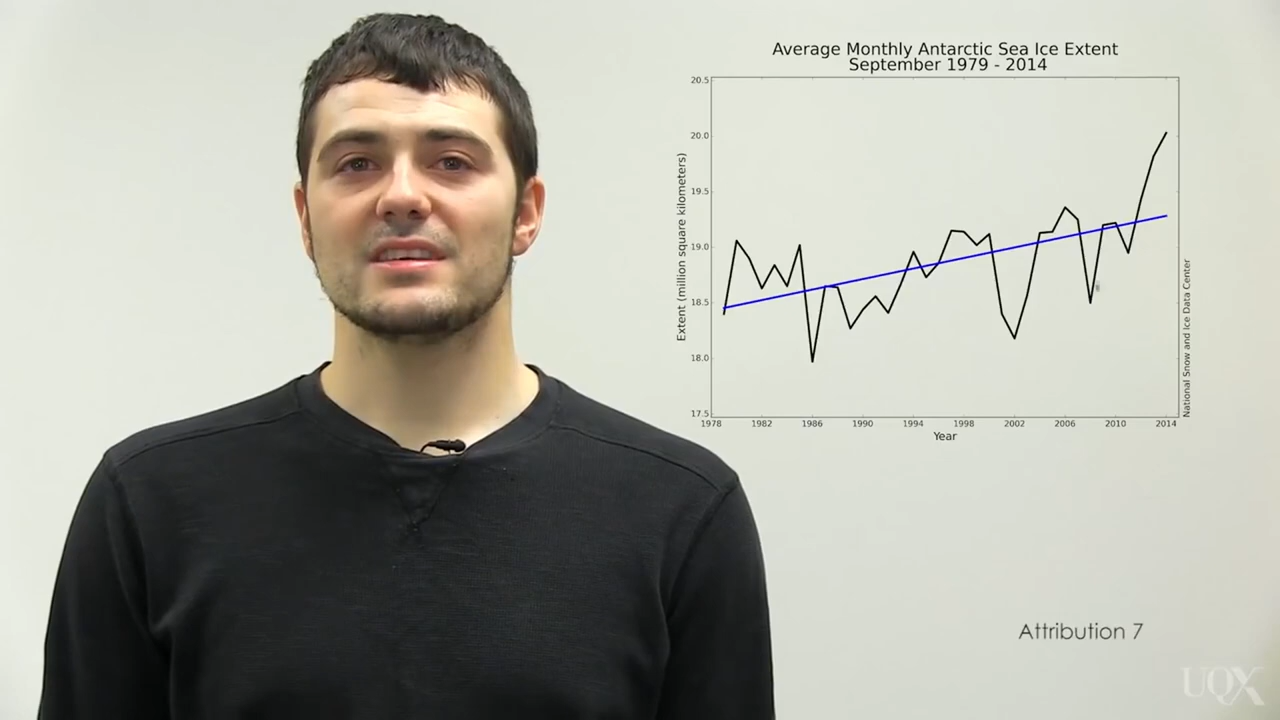 Average Monthly Antarctic Sea Ice Extent
September 1979 - 2014
20.5
20.0
19.5
19.0
18.5
18.0
17.5
Extent (million square kilometers)
1978 1982 1986 1990 1994 1998 2002 2006 2010 2014
Year
National Snow and Ice Data Center
Attribution 7
UQX